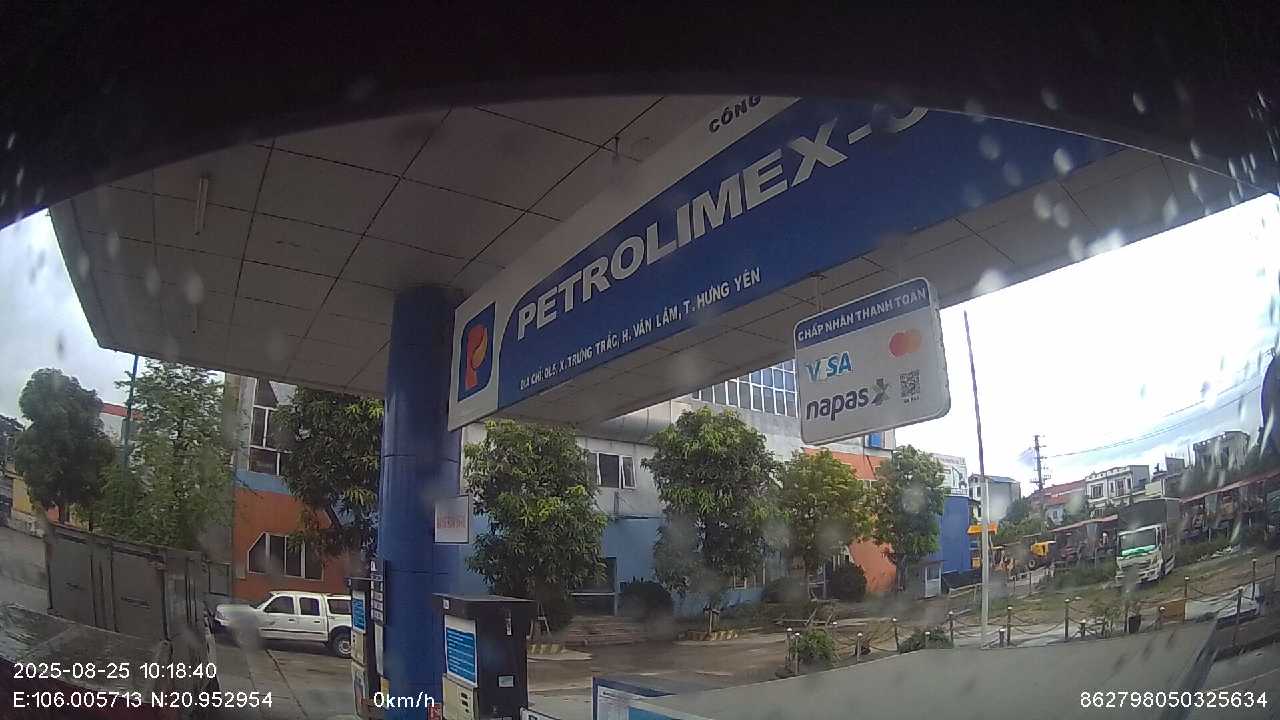 CÔNG
PETROLIMEX-
ĐỊA CHỈ: QL5, X. TRƯNG TRẮC, H. VĂN LÂM, T. HƯNG YÊN
CHẤP NHẬN THANH TOÁN
VISA
napas
2025-08-25 10:18:40
E:106.005713 N:20.952954
0km/h
862798050325634